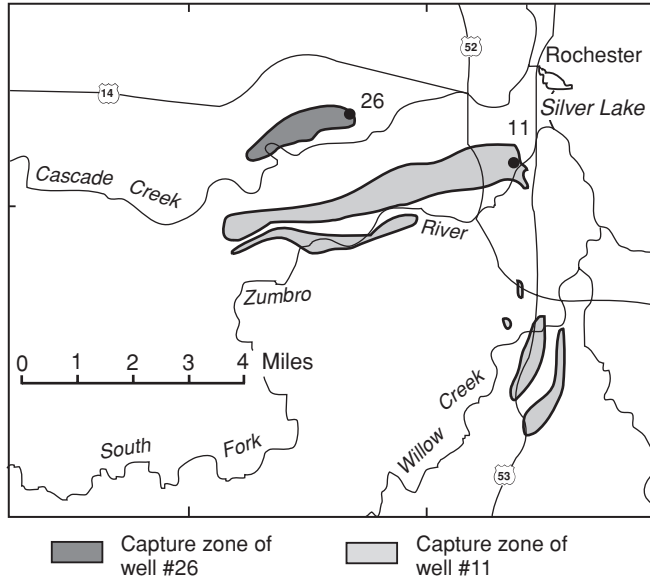 52
Rochester
14
26
Silver Lake
11
Cascade Creek
River
Zumbro
0 1 2 3 4 Miles
Willow Creek
South Fork
53
Capture zone of
well #26
Capture zone of
well #11